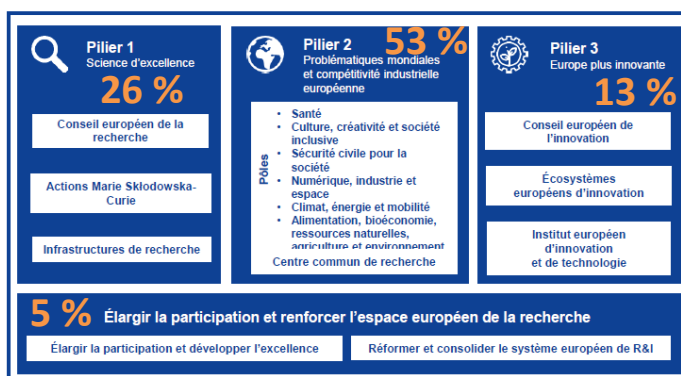 Pilier 1
Science d'excellence
26 %
Conseil européen de la
recherche
Actions Marie Skłodowska-
Curie
Infrastructures de recherche
Pilier 2
53 %
Problématiques mondiales
et compétitivité industrielle
européenne
Pôles
• Santé
• Culture, créativité et société
inclusive
• Sécurité civile pour la
société
• Numérique, industrie et
espace
• Climat, énergie et mobilité
• Alimentation, bioéconomie,
ressources naturelles,
agriculture et environnement
Centre commun de recherche
Pilier 3
Europe plus innovante
13 %
Conseil européen de
l'innovation
Écosystèmes
européens d'innovation
Institut européen
d'innovation
et de technologie
5 % Élargir la participation et renforcer l'espace européen de la recherche
Élargir la participation et développer l'excellence
Réformer et consolider le système européen de R&I